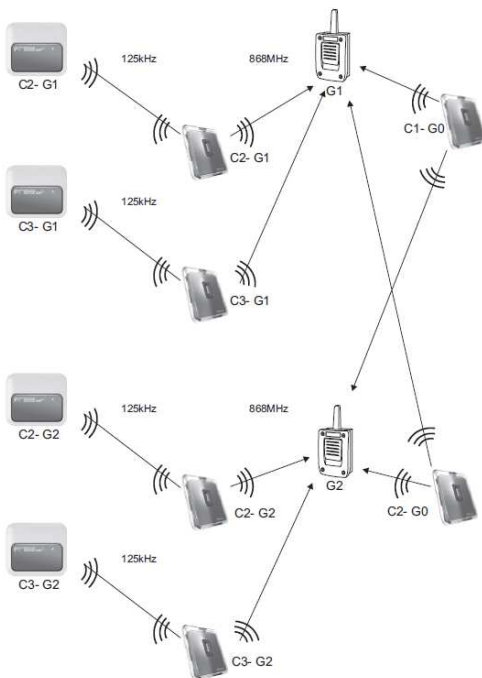 125kHz
868MHz
C2- G1
G1
C1- G0
C2- G1
125kHz
C3- G1
C3- G1
125kHz
868MHz
C2- G2
G2
C2- G2
C2- G0
125kHz
C3- G2
C3- G2